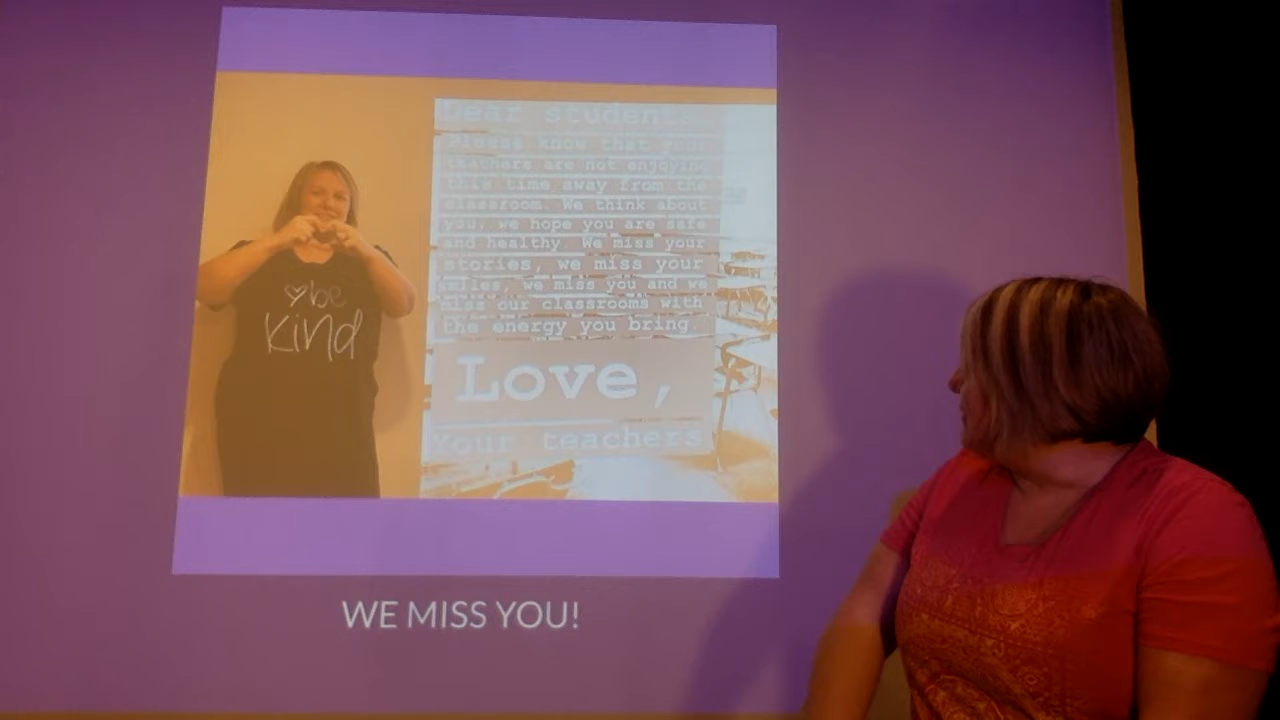 be
kind
Dear students
Please know that your
teachers are not enjoying
this time away from the
classroom. We think about
you, we hope you are safe
and healthy. We miss your
stories, we miss your
smiles, we miss you and we
miss our classrooms with
the energy you bring.
Love,
Your teachers
WE MISS YOU!